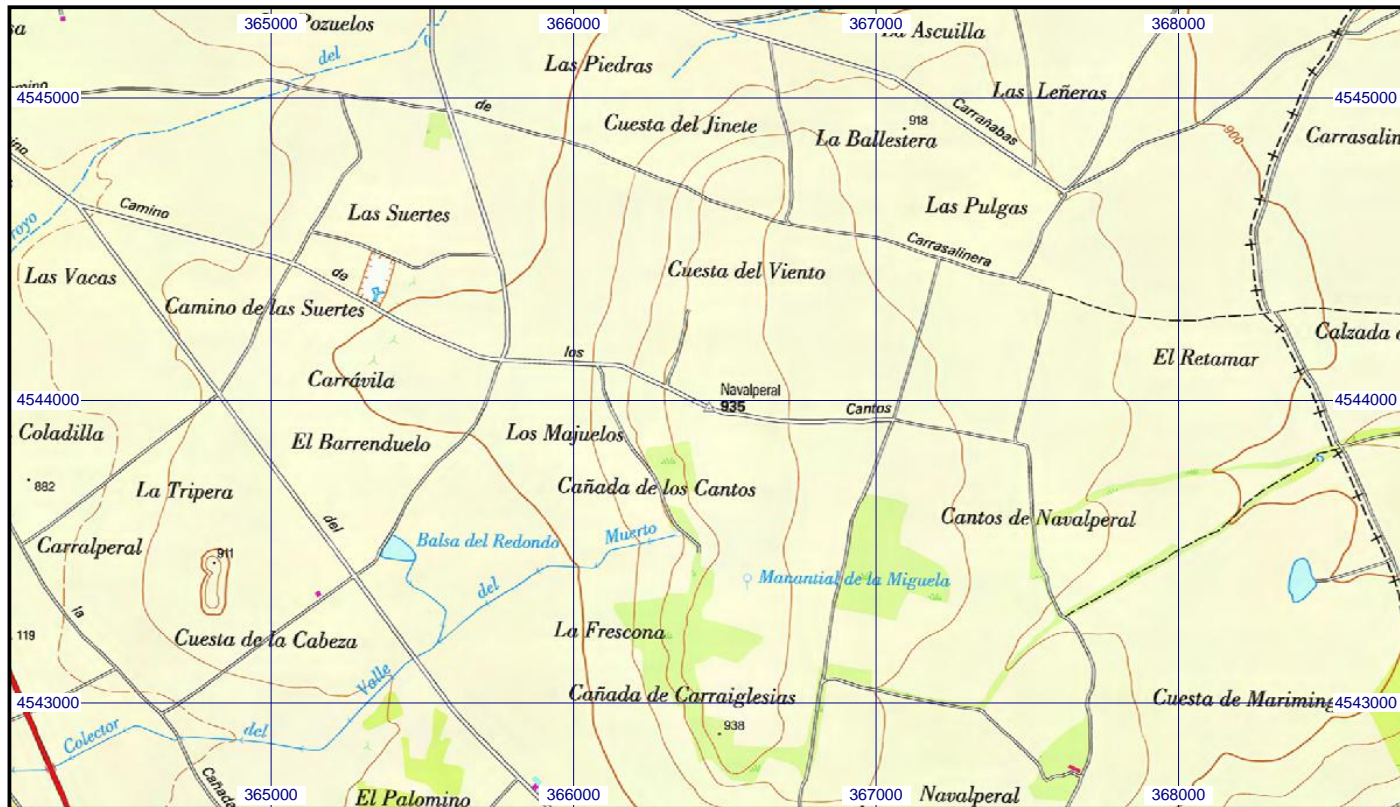 365000
366000
367000
368000
Pozuelos
La Ascuilla
del
Las Piedras
Las Leñeras
4545000
4545000
de
Carrañabas
900
Cuesta del Jinete
918
La Ballestera
Camino
Las Suertes
Las Pulgas
Carrasalinera
Las Vacas
de
Cuesta del Viento
Camino de las Suertes
Calzada
los
El Retamar
Carrávila
Navalperal
4544000
935
Cantos
4544000
Coladilla
El Barrenduelo
Los Majuelos
882
La Tripera
Cañada de los Cantos
del
Cantos de Navalperal
Carralperal
911
Balsa del Redondo
Muerto
del
Manantial de la Miguela
la
119
Cuesta de la Cabeza
La Frescona
Valle
4543000
Cañada de Carraiglesias
Cuesta de Mariming
4543000
Colector
del
938
Cañada
365000
El Palomino
366000
367000
Navalperal
368000